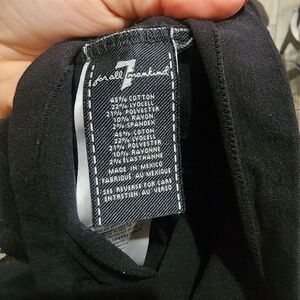 7
for all mankind
45% COTTON
22% LYOCELL
21% POLYESTER
10% RAYON
2% SPANDEX
45% COTON
22% LYOCELL
21% POLYESTER
10% RAYONNE
2% ELASTHANNE
MADE IN MEXICO
FABRIQUÉ AU MEXIQUE
SEE REVERSE FOR CARE
ENTRETIEN: AU VERSO